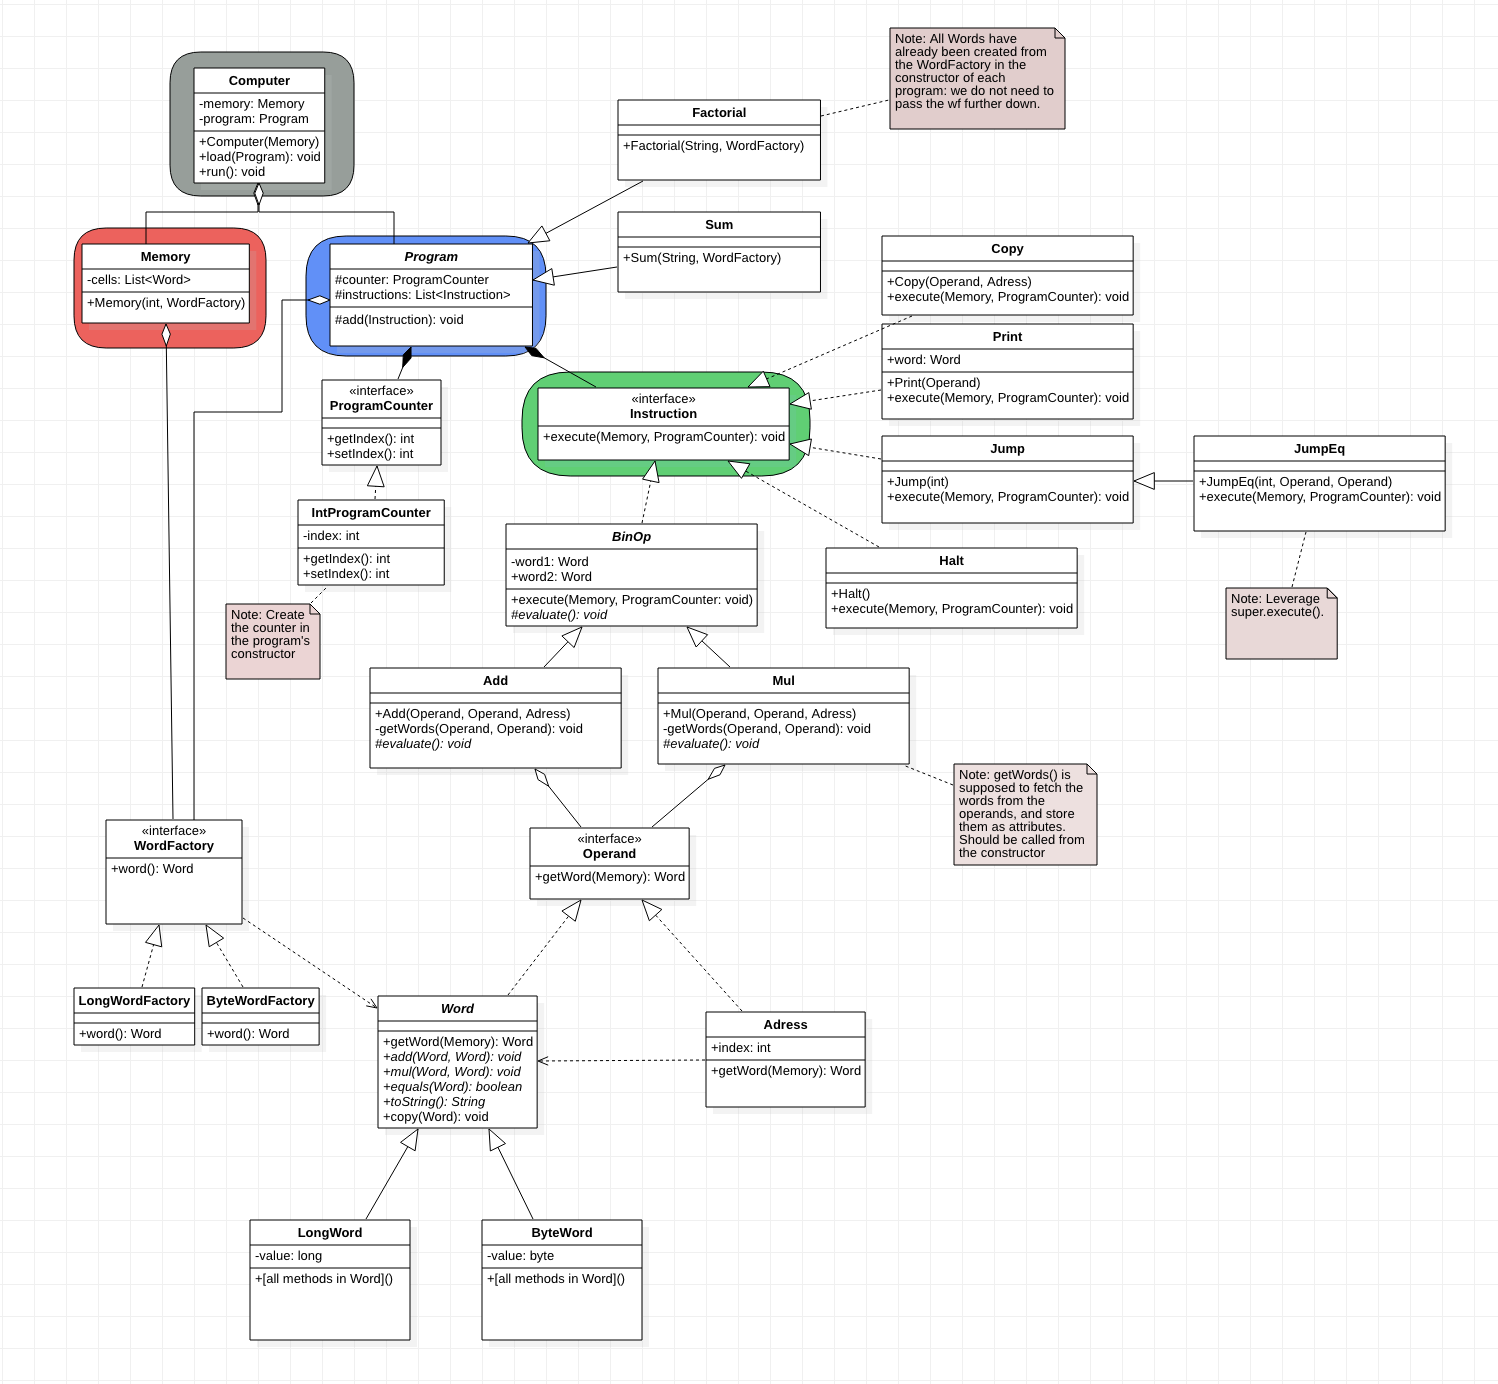 Computer
-memory: Memory
-program: Program
+Computer(Memory)
+load(Program): void
+run(): void
Note: All Words have
already been created from
the WordFactory in the
constructor of each
program: we do not need to
pass the wf further down.
Factorial
+Factorial(String, WordFactory)
Sum
+Sum(String, WordFactory)
Memory
-cells: List<Word>
+Memory(int, WordFactory)
Program
#counter: ProgramCounter
#instructions: List<Instruction>
#add(Instruction): void
Copy
+Copy(Operand, Adress)
+execute(Memory, ProgramCounter): void
Print
+word: Word
+Print(Operand)
+execute(Memory, ProgramCounter): void
«interface»
ProgramCounter
+getIndex(): int
+setIndex(): int
«interface»
Instruction
+execute(Memory, ProgramCounter): void
Jump
+Jump(int)
+execute(Memory, ProgramCounter): void
JumpEq
+JumpEq(int, Operand, Operand)
+execute(Memory, ProgramCounter): void
IntProgramCounter
-index: int
+getIndex(): int
+setIndex(): int
BinOp
-word1: Word
+word2: Word
+execute(Memory, ProgramCounter: void)
#evaluate(): void
Halt
+Halt()
+execute(Memory, ProgramCounter): void
Note: Create
the counter in
the program's
constructor
Note: Leverage
super.execute().
Add
+Add(Operand, Operand, Adress)
-getWords(Operand, Operand): void
#evaluate(): void
Mul
+Mul(Operand, Operand, Adress)
-getWords(Operand, Operand): void
#evaluate(): void
Note: getWords() is
supposed to fetch the
words from the
operands, and store
them as attributes.
Should be called from
the constructor
«interface»
WordFactory
+word(): Word
«interface»
Operand
+getWord(Memory): Word
LongWordFactory
+word(): Word
ByteWordFactory
+word(): Word
Word
+getWord(Memory): Word
+add(Word, Word): void
+mul(Word, Word): void
+equals(Word): boolean
+toString(): String
+copy(Word): void
Adress
+index: int
+getWord(Memory): Word
LongWord
-value: long
+[all methods in Word]()
ByteWord
-value: byte
+[all methods in Word]()